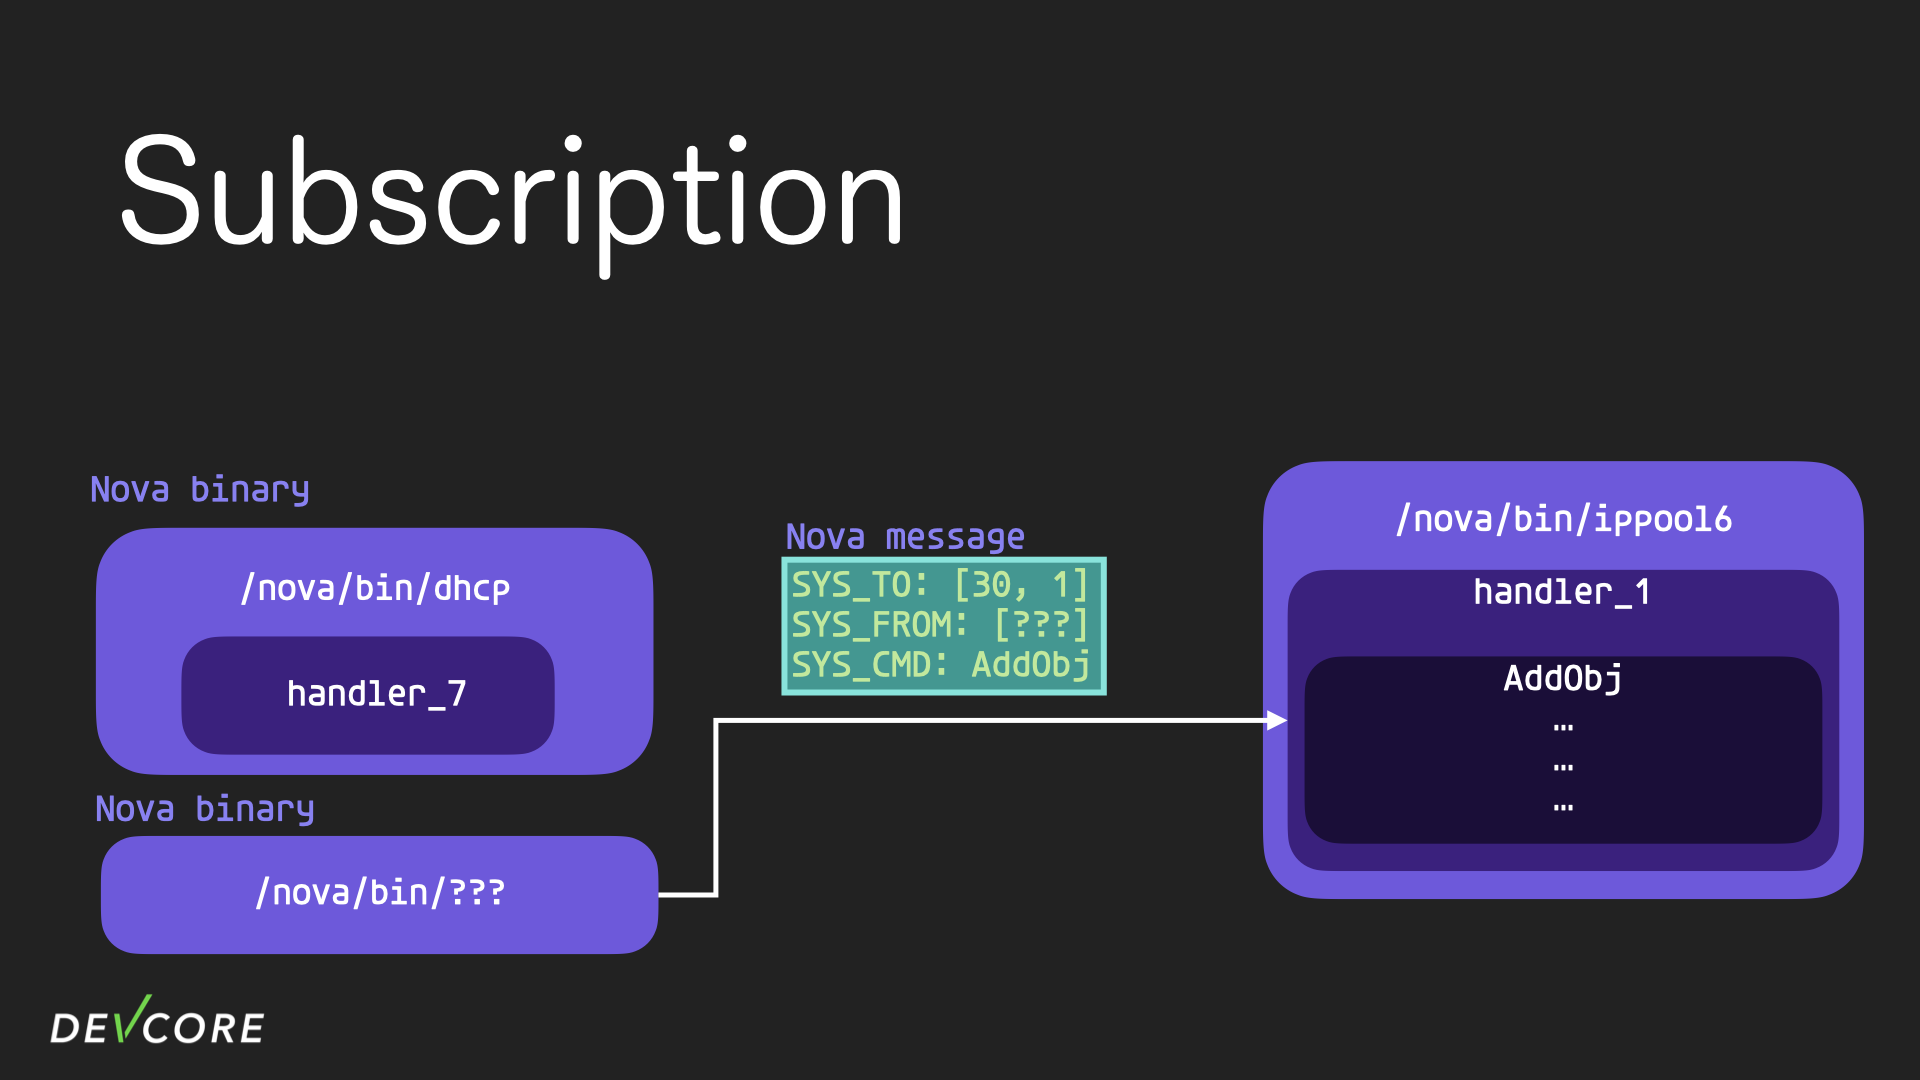 Subscription
Nova binary
/nova/bin/dhcp
handler_7
Nova binary
/nova/bin/???
Nova message
SYS_TO: [30, 1]
SYS_FROM: [???]
SYS_CMD: AddObj
/nova/bin/ippool6
handler_1
AddObj
…
…
…
DEVCORE